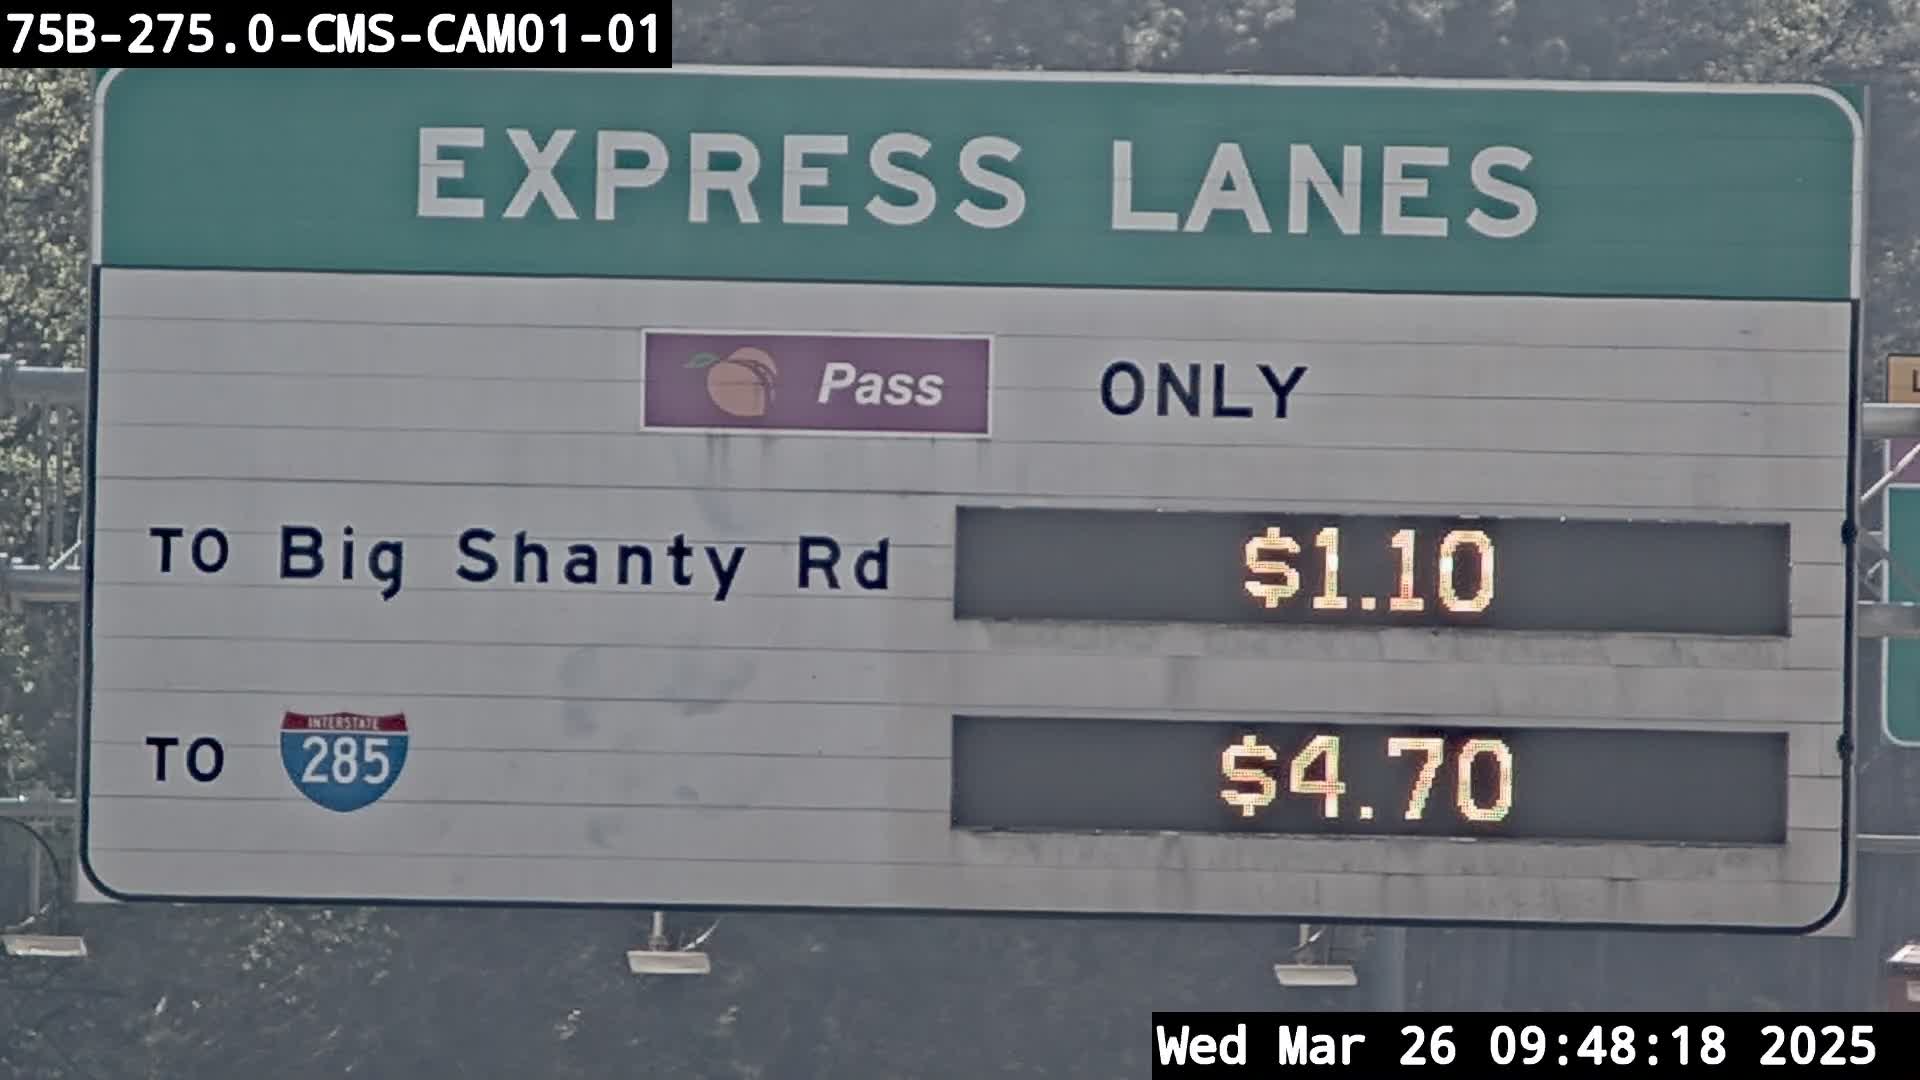 75B-275.0-CMS-CAM01-01
EXPRESS LANES
Pass ONLY
TO Big Shanty Rd $1.10
TO INTERSTATE 285 $4.70
Wed Mar 26 09:48:18 2025